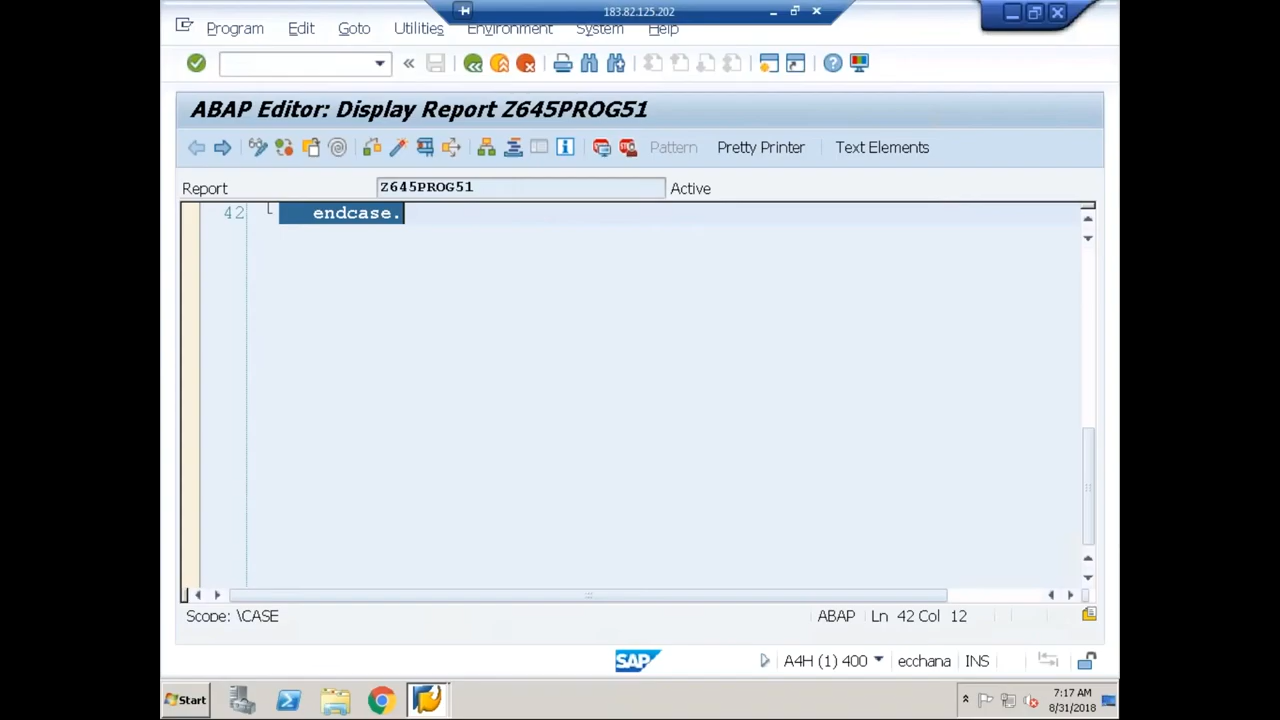 183.82.125.202
Program Edit Goto Utilities Environment System Help
ABAP Editor: Display Report Z645PROG51
Pattern Pretty Printer Text Elements
Report Z645PROG51 Active
42 endcase.
Scope: \CASE ABAP Ln 42 Col 12
SAP A4H (1) 400 ecchana INS
Start 7:17 AM
8/31/2018